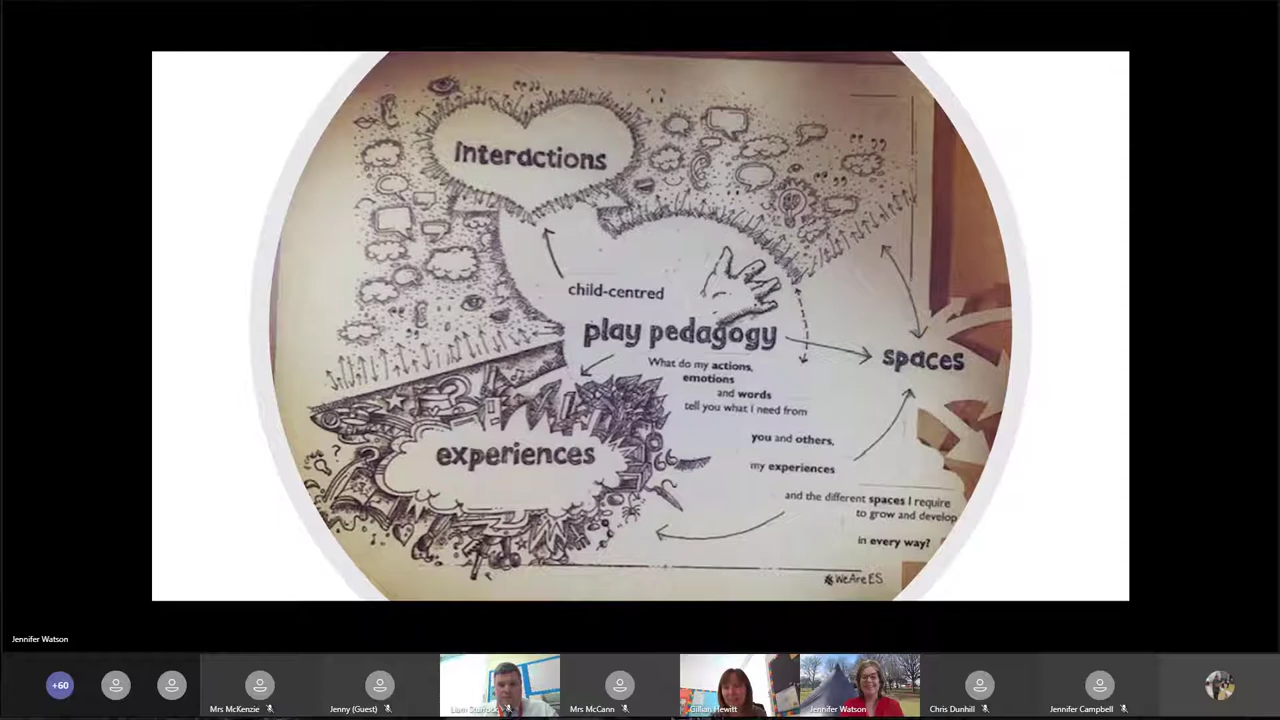 interactions
child-centred
play pedagogy
spaces
What do my actions,
emotions
and words
tell you what I need from
you and others,
experiences
my experiences
and the different spaces I require
to grow and develop
in every way?
WeAreES
Jennifer Watson
+60
Mrs McKenzie
Jenny (Guest)
Liam
Mrs McCann
Gillian Hewitt
Jennifer Watson
Chris Dunhill
Jennifer Campbell